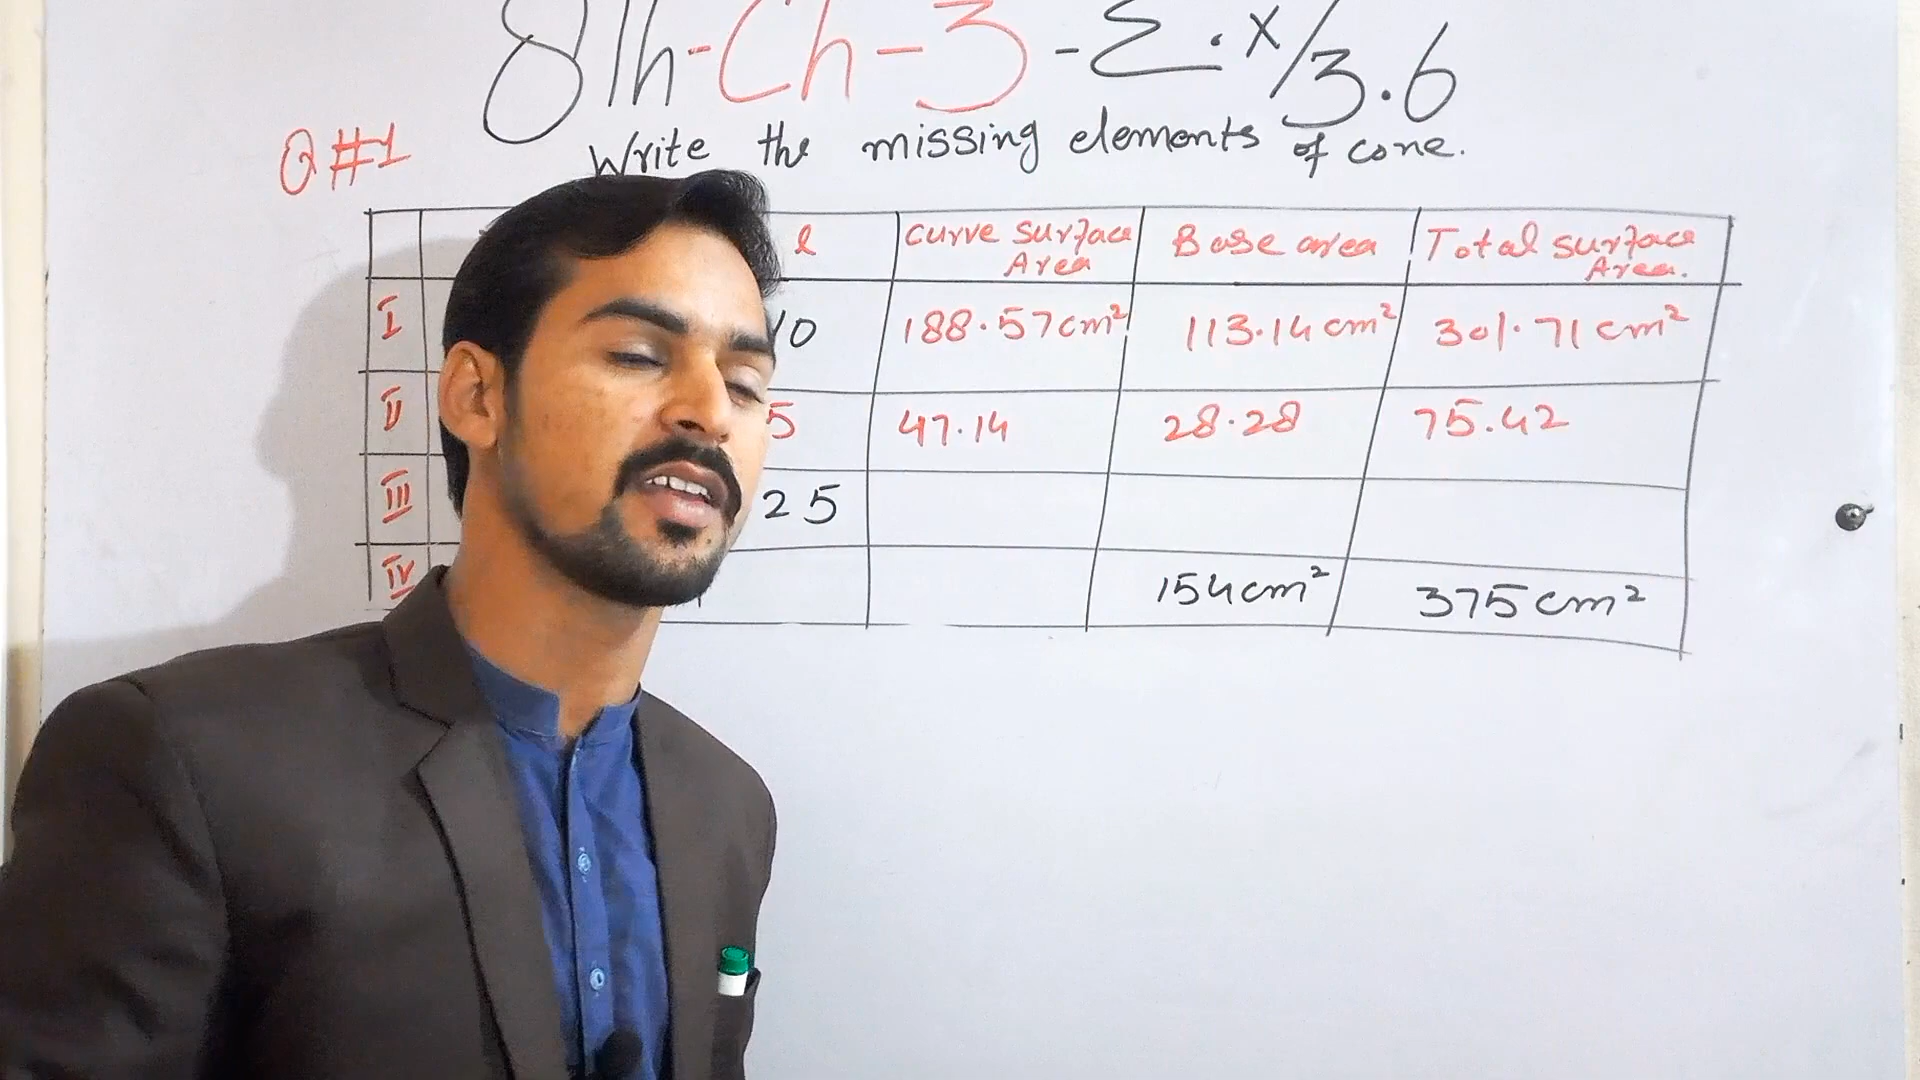 8Th-Ch-3-E.x/3.6
Q#1 Write the missing elements of cone.
l curve surface Area Base area Total surface Area.
I 10 188.57cm² 113.14cm² 301.71cm²
II 5 47.14 28.28 75.42
III 25
IV 154cm² 375cm²